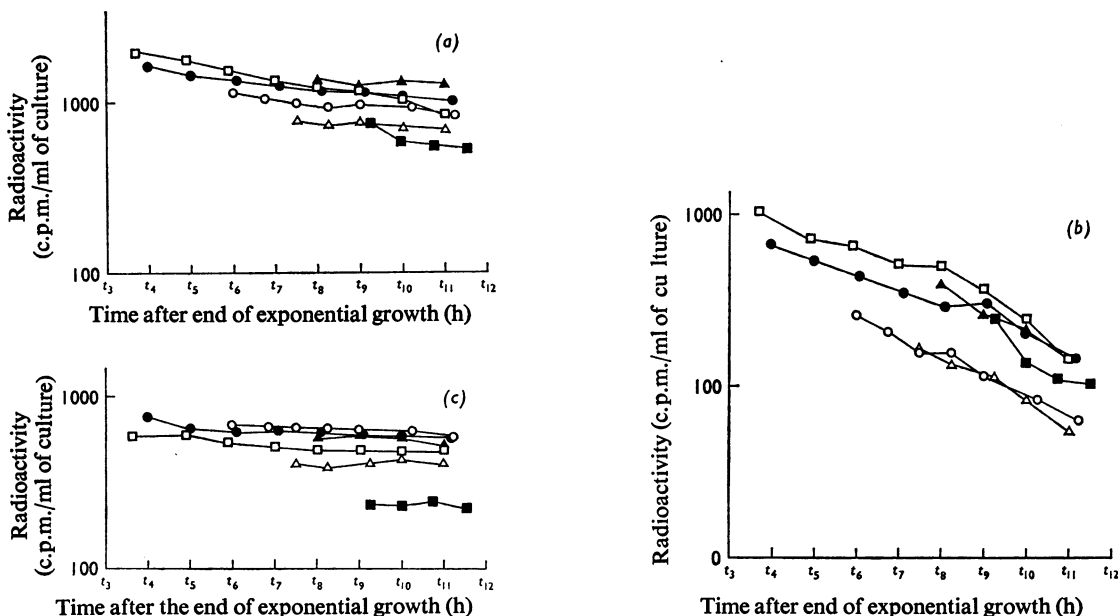 (a)
Radioactivity
(c.p.m./ml of culture)
1000
100
t3 t4 t5 t6 t7 t8 t9 t10 t11 t12
Time after end of exponential growth (h)
(c)
Radioactivity
(c.p.m./ml of culture)
1000
100
t3 t4 t5 t6 t7 t8 t9 t10 t11 t12
Time after the end of exponential growth (h)
(b)
Radioactivity (c.p.m./ml of cu lture)
1000
100
0
t3 t4 t5 t6 t7 t8 t9 t10 t11 t12
Time after end of exponential growth (h)